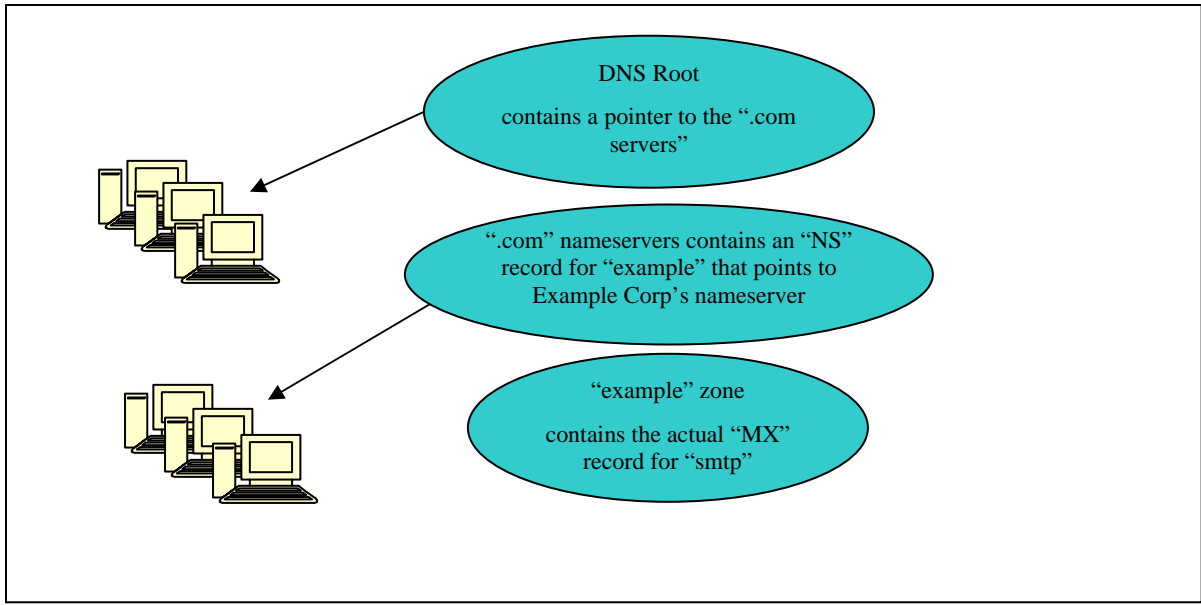 DNS Root
contains a pointer to the “.com
servers”
“.com” nameservers contains an “NS”
record for “example” that points to
Example Corp’s nameserver
“example” zone
contains the actual “MX”
record for “smtp”